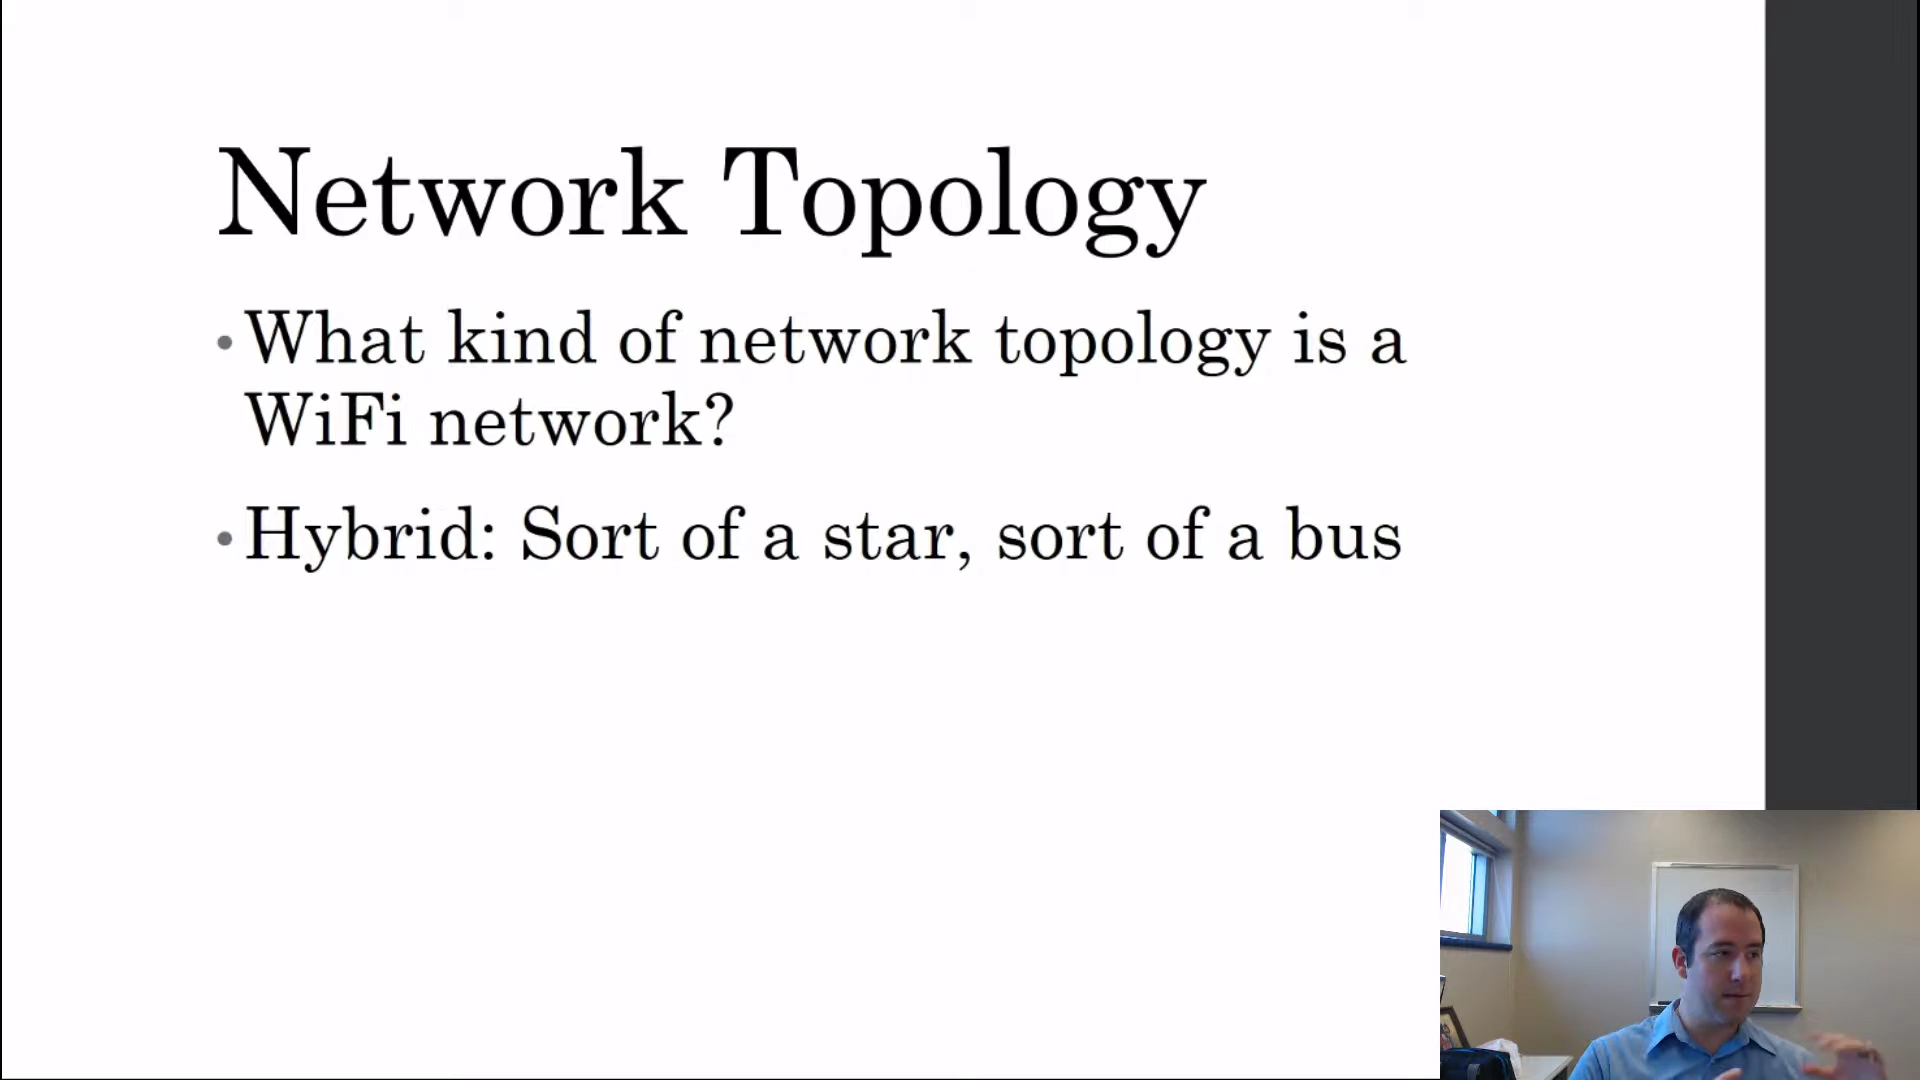 Network Topology
• What kind of network topology is a
WiFi network?
• Hybrid: Sort of a star, sort of a bus